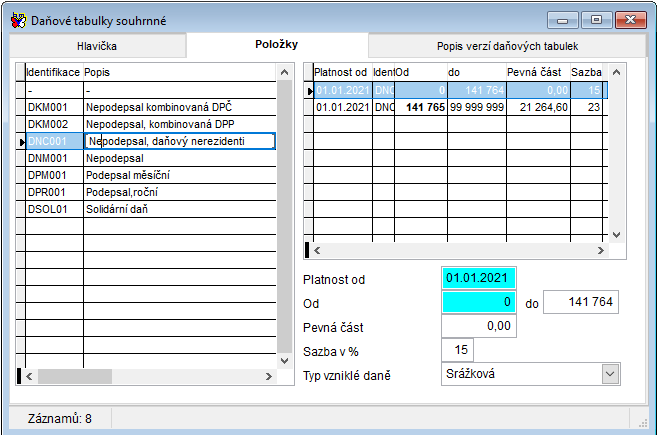 Daňové tabulky souhrnné
Hlavička Položky Popis verzí daňových tabulek
Identifikace Popis
- -
DKM001 Nepodepsal kombinovaná DPČ
DKM002 Nepodepsal, kombinovaná DPP
DNC001 Nepodepsal, daňový nerezidenti
DNM001 Nepodepsal
DPM001 Podepsal měsíční
DPR001 Podepsal,roční
DSOL01 Solidární daň
Platnost od Ident Od do Pevná část Sazba
01.01.2021 DNC 0 141 764 0,00 15
01.01.2021 DNC 141 765 99 999 999 21 264,60 23
Platnost od 01.01.2021
Od 0 do 141 764
Pevná část 0,00
Sazba v % 15
Typ vzniklé daně Srážková
Záznamů: 8